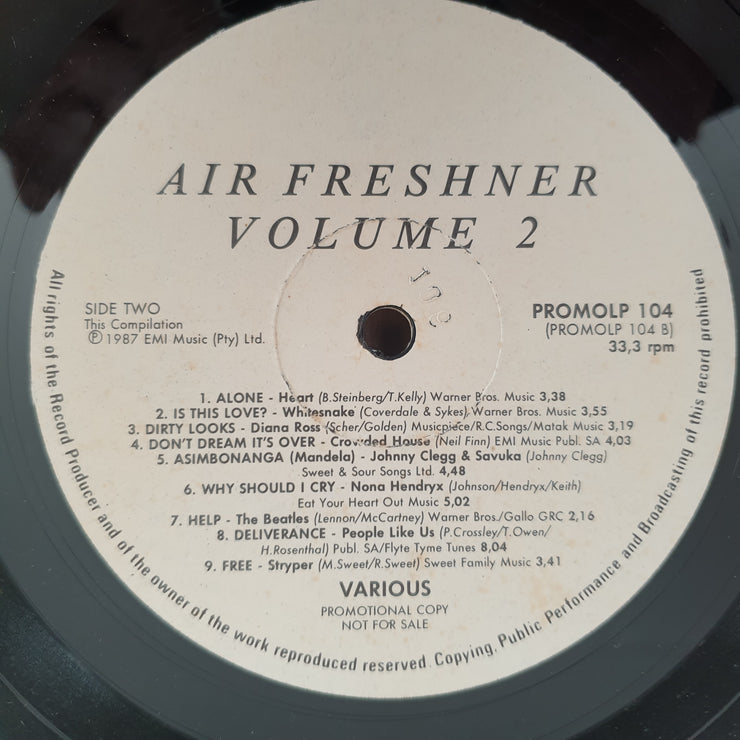 AIR FRESHNER
VOLUME 2
SIDE TWO
This Compilation
Ⓟ 1987 EMI Music (Pty) Ltd.
PROMOLP 104
(PROMOLP 104 B)
33,3 rpm
1. ALONE - Heart (B.Steinberg/T.Kelly) Warner Bros. Music 3,38
2. IS THIS LOVE? - Whitesnake (Coverdale & Sykes) Warner Bros. Music 3,55
3. DIRTY LOOKS - Diana Ross (Scher/Golden) Musicpiece/R.C.Songs/Matak Music 3,19
4. DON'T DREAM IT'S OVER - Crowded House (Neil Finn) EMI Music Publ. SA 4,03
5. ASIMBONANGA (Mandela) - Johnny Clegg & Savuka (Johnny Clegg)
Sweet & Sour Songs Ltd. 4,48
6. WHY SHOULD I CRY - Nona Hendryx (Johnson/Hendryx/Keith)
Eat Your Heart Out Music 5,02
7. HELP - The Beatles (Lennon/McCartney) Warner Bros./Gallo GRC 2,16
8. DELIVERANCE - People Like Us (P.Crossley/T.Owen/
H.Rosenthal) Publ. SA/Flyte Tyme Tunes 8,04
9. FREE - Stryper (M.Sweet/R.Sweet) Sweet Family Music 3,41
VARIOUS
PROMOTIONAL COPY
NOT FOR SALE
All rights of the Record Producer and of the owner of the work reproduced reserved. Copying, Public Performance and Broadcasting of this record prohibited